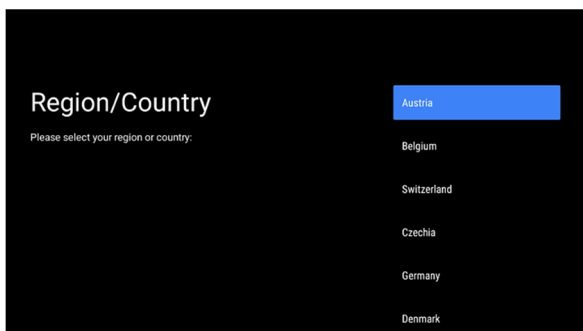 Region/Country
Please select your region or country:
Austria
Belgium
Switzerland
Czechia
Germany
Denmark